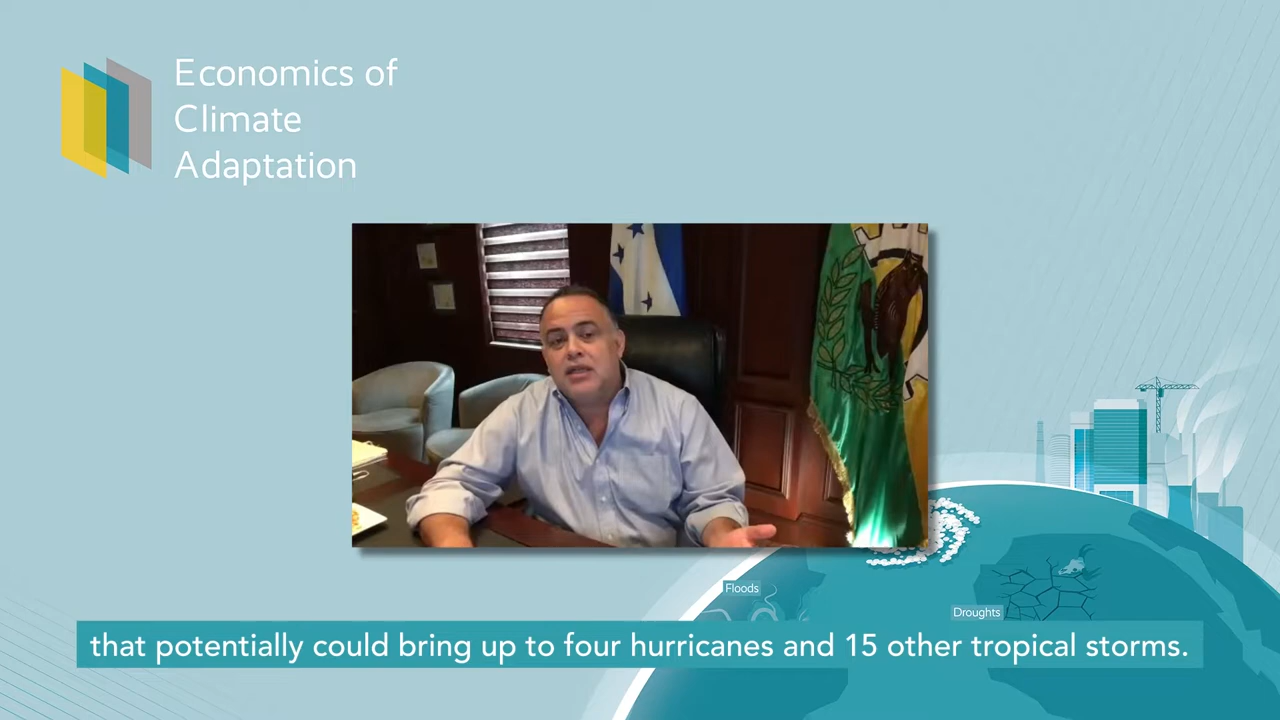 Economics of
Climate
Adaptation
Floods
Droughts
that potentially could bring up to four hurricanes and 15 other tropical storms.